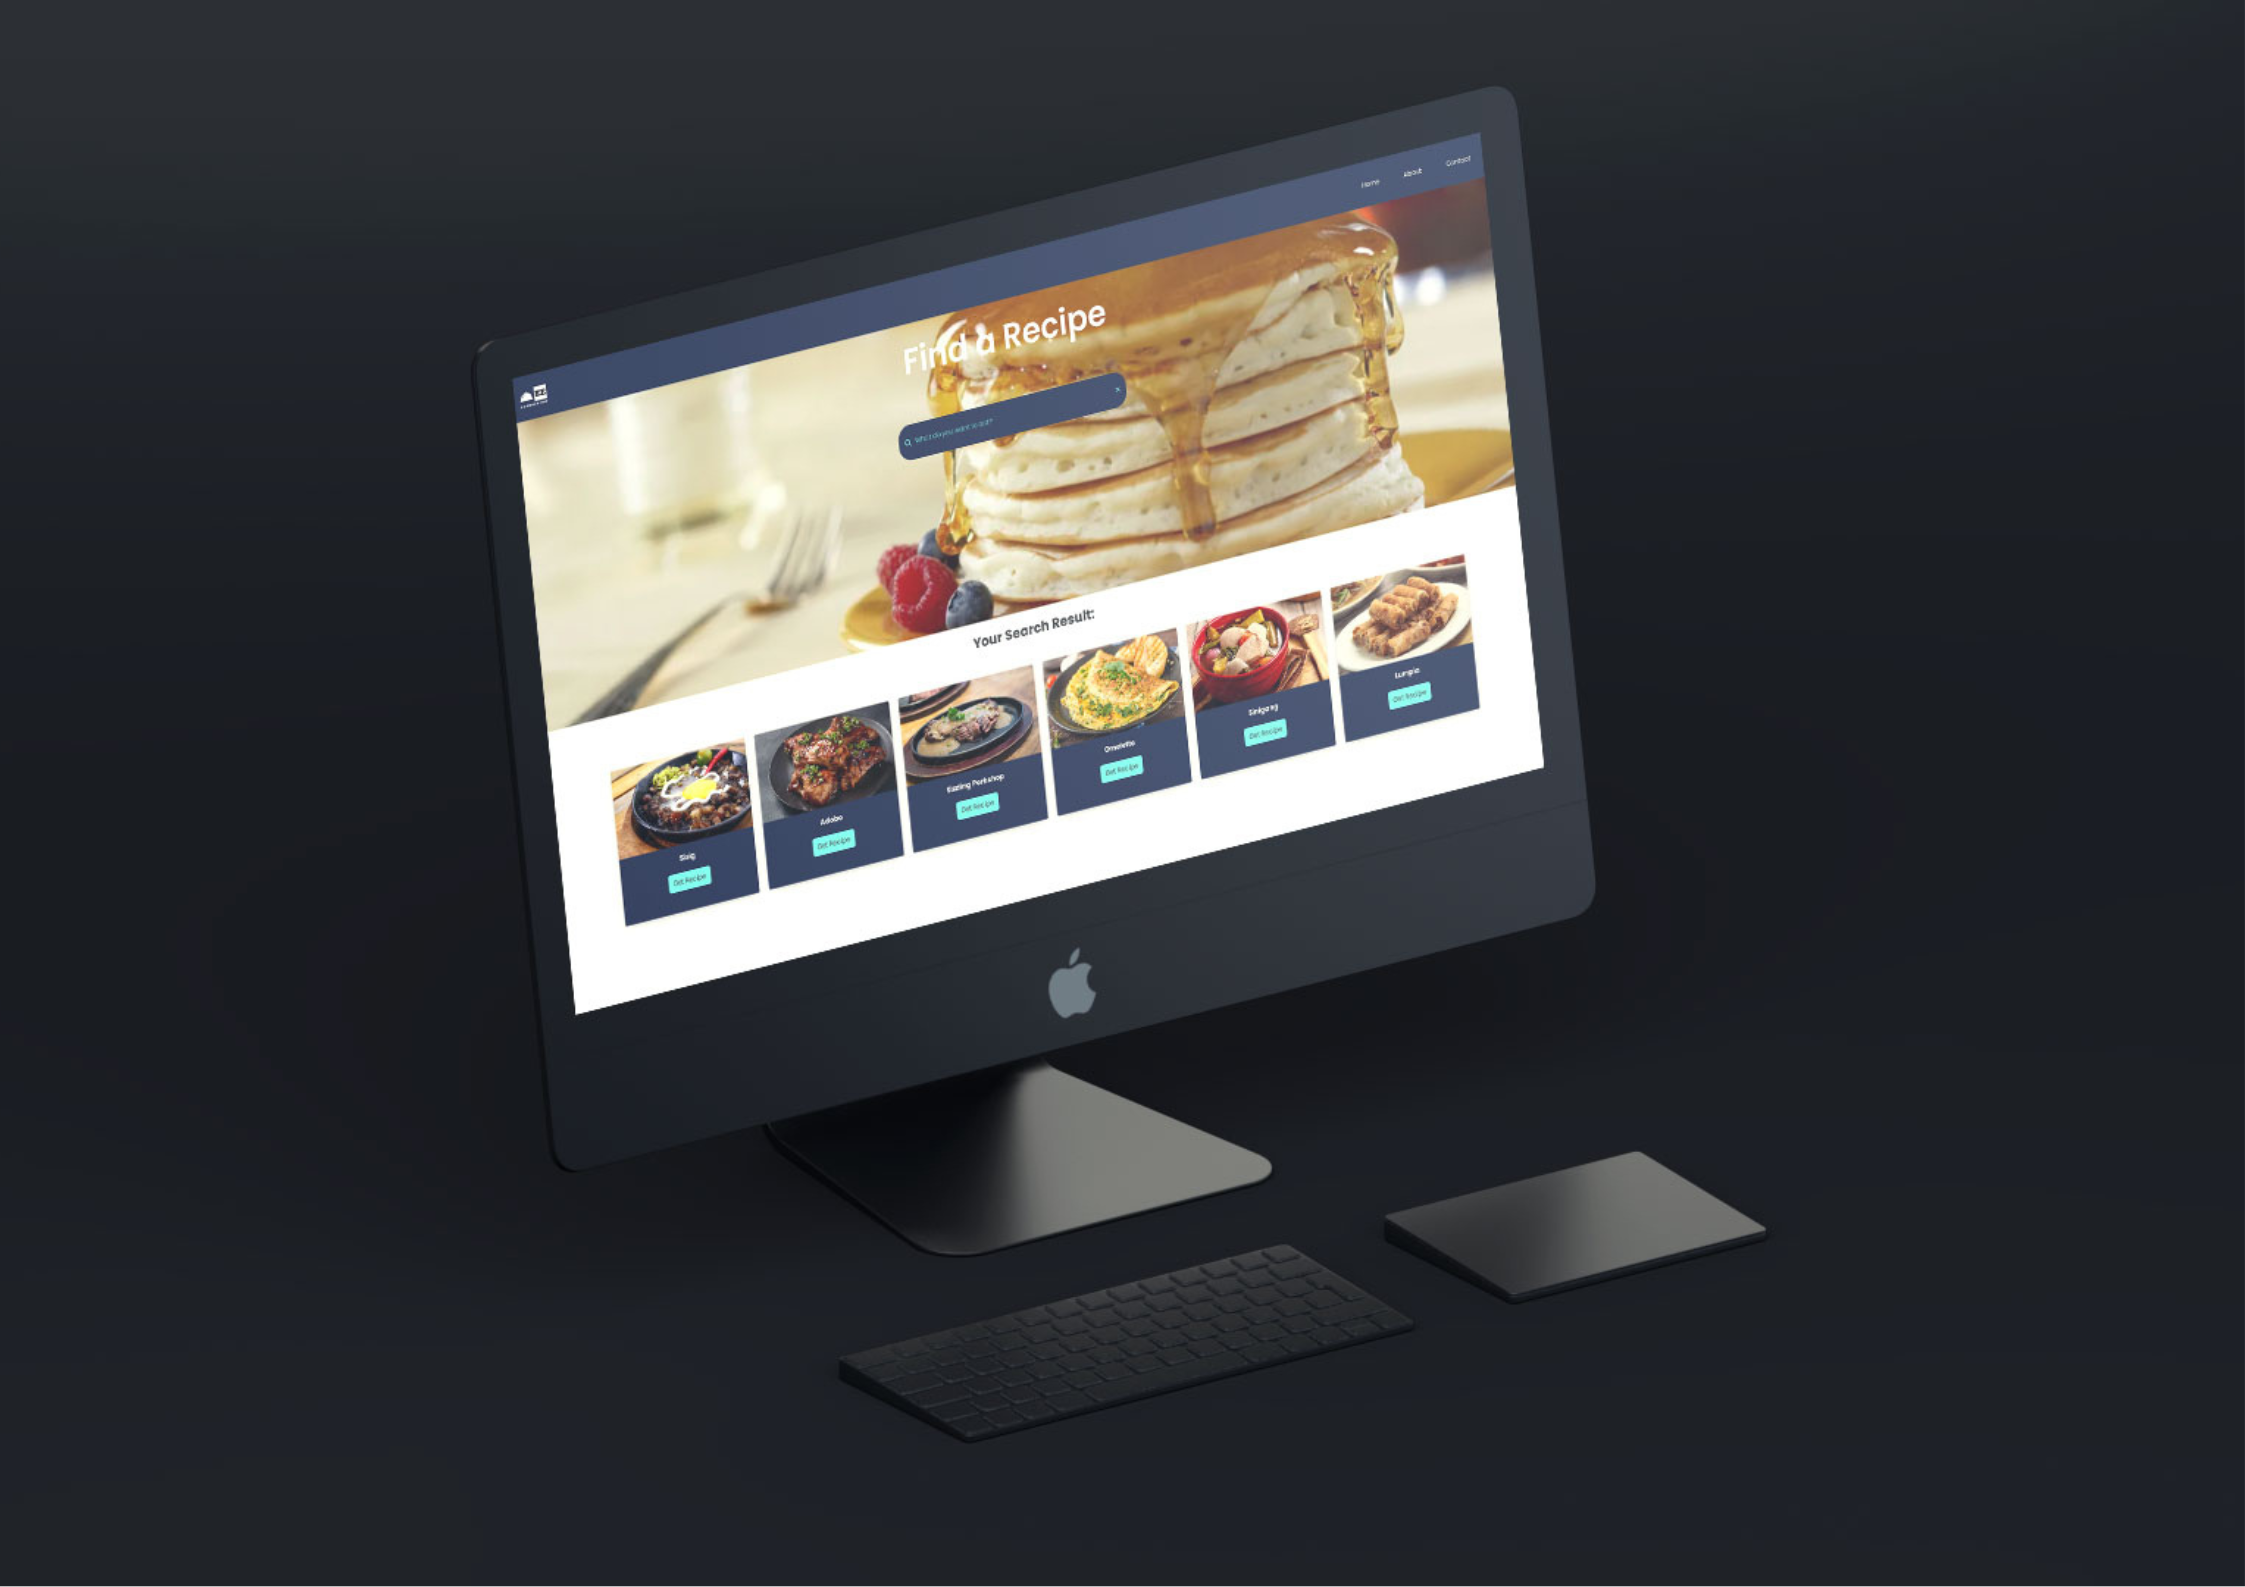 Home About Contact
Find a Recipe
What do you want to eat?
Your Search Result:
Sisig
Get Recipe
Adobo
Get Recipe
Sizzling Porkchop
Get Recipe
Omelette
Get Recipe
Sinigang
Get Recipe
Lumpia
Get Recipe